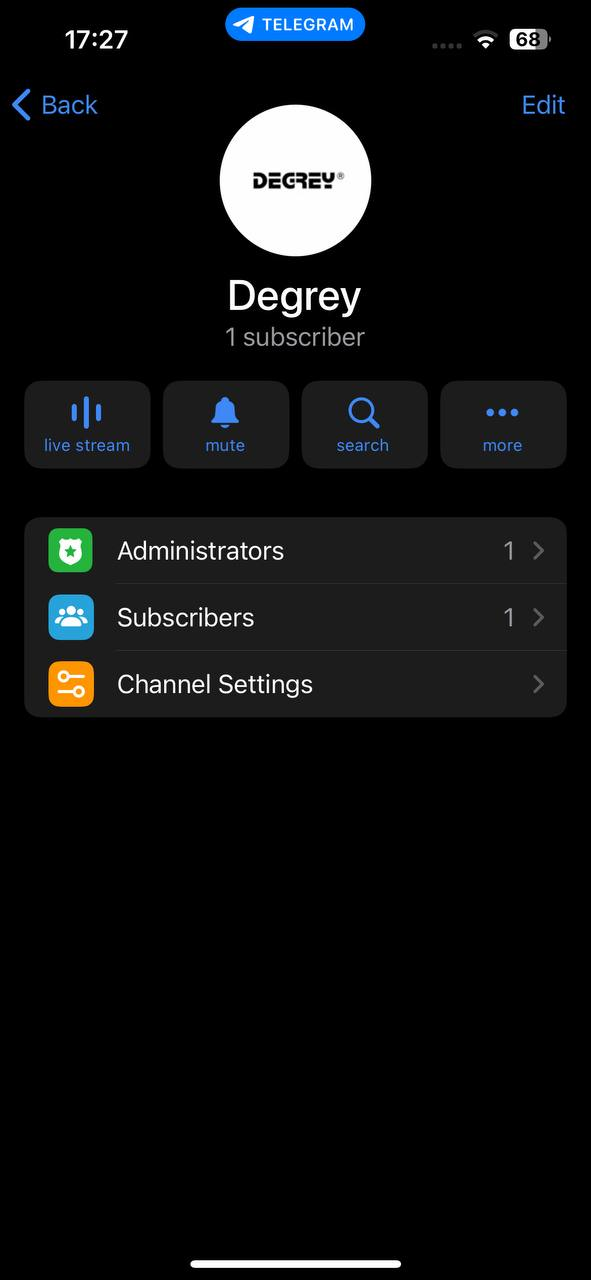 17:27
TELEGRAM
68
Back
Edit
DEGREY®
Degrey
1 subscriber
live stream
mute
search
more
Administrators 1
Subscribers 1
Channel Settings